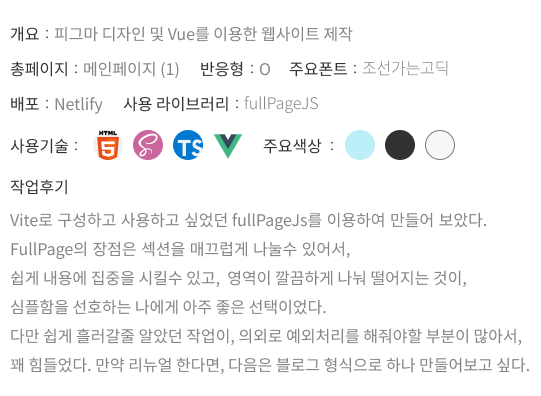 개요 : 피그마 디자인 및 Vue를 이용한 웹사이트 제작
총페이지 : 메인페이지 (1) 반응형 : O 주요폰트 : 조선가는고딕
배포 : Netlify 사용 라이브러리 : fullPageJS
사용기술 : HTML 5 TS 주요색상 :
작업후기
Vite로 구성하고 사용하고 싶었던 fullPageJs를 이용하여 만들어 보았다.
FullPage의 장점은 섹션을 매끄럽게 나눌수 있어서,
쉽게 내용에 집중을 시킬수 있고, 영역이 깔끔하게 나눠 떨어지는 것이,
심플함을 선호하는 나에게 아주 좋은 선택이었다.
다만 쉽게 흘러갈줄 알았던 작업이, 의외로 예외처리를 해줘야할 부분이 많아서,
꽤 힘들었다. 만약 리뉴얼 한다면, 다음은 블로그 형식으로 하나 만들어보고 싶다.